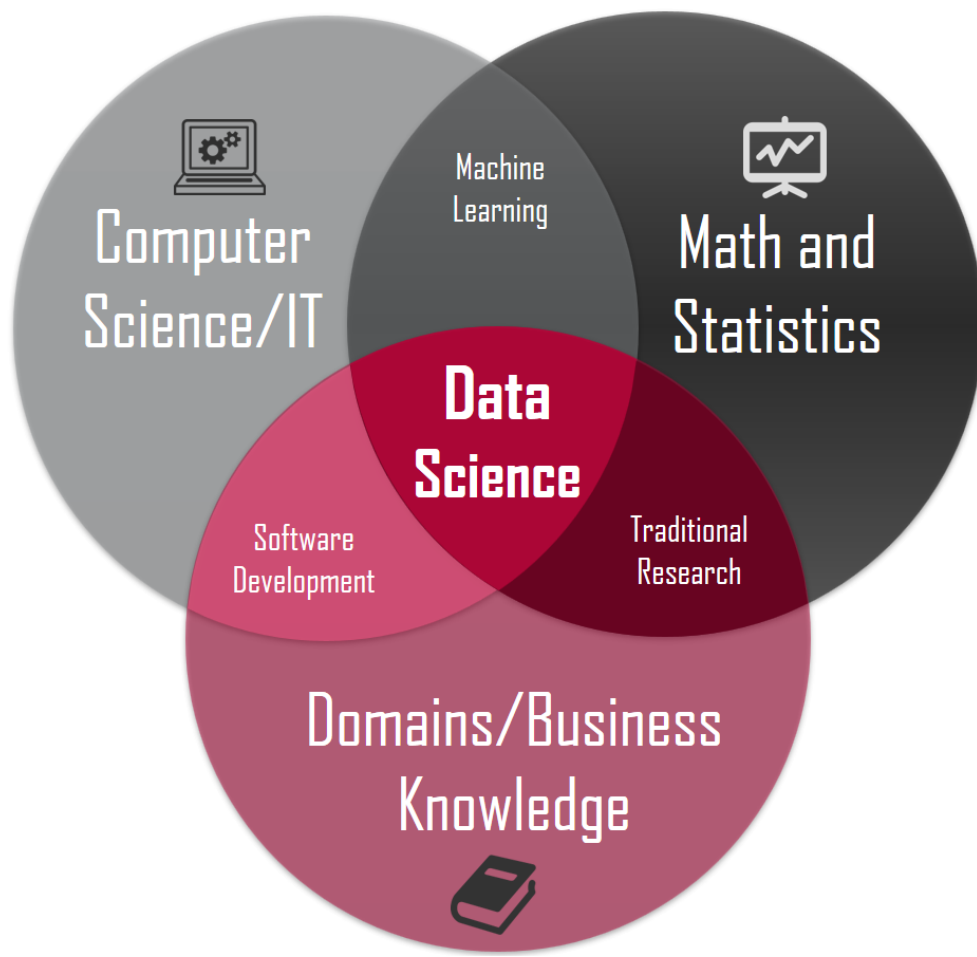 Machine
Learning
Computer
Science/IT
Math and
Statistics
Data
Science
Software
Development
Traditional
Research
Domains/Business
Knowledge